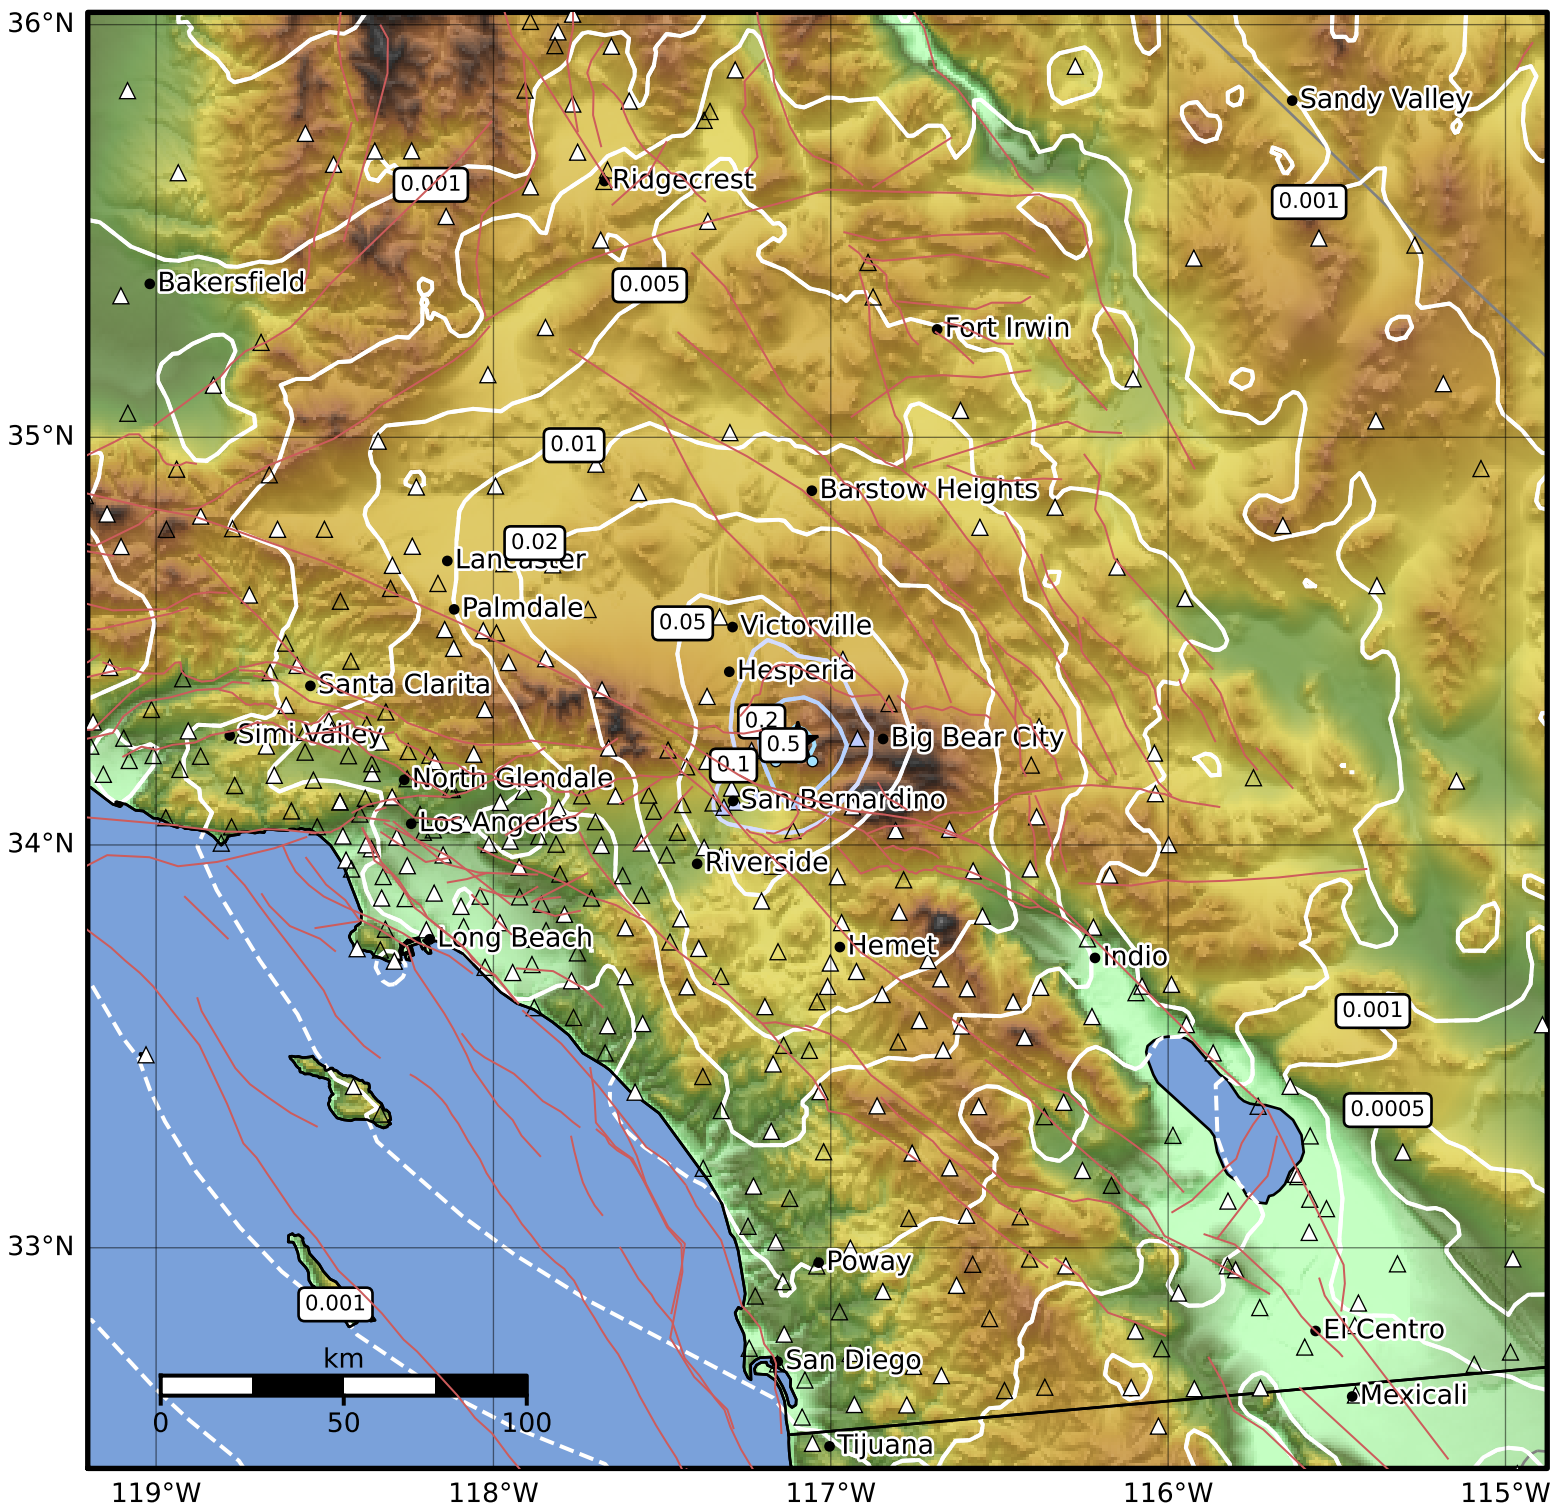 36°N
Sandy Valley
0.001
Ridgecrest
0.001
Bakersfield
0.005
Fort Irwin
35°N
0.01
Barstow Heights
0.02
Lancaster
Palmdale
0.05
Victorville
Hesperia
Santa Clarita
0.2
Simi Valley
0.5
Big Bear City
0.1
North Glendale
San Bernardino
Los Angeles
34°N
Riverside
Long Beach
Hemet
Indio
0.001
0.0005
33°N
Poway
0.001
El Centro
km
San Diego
Mexicali
0 50 100
Tijuana
119°W 118°W 117°W 116°W 115°W